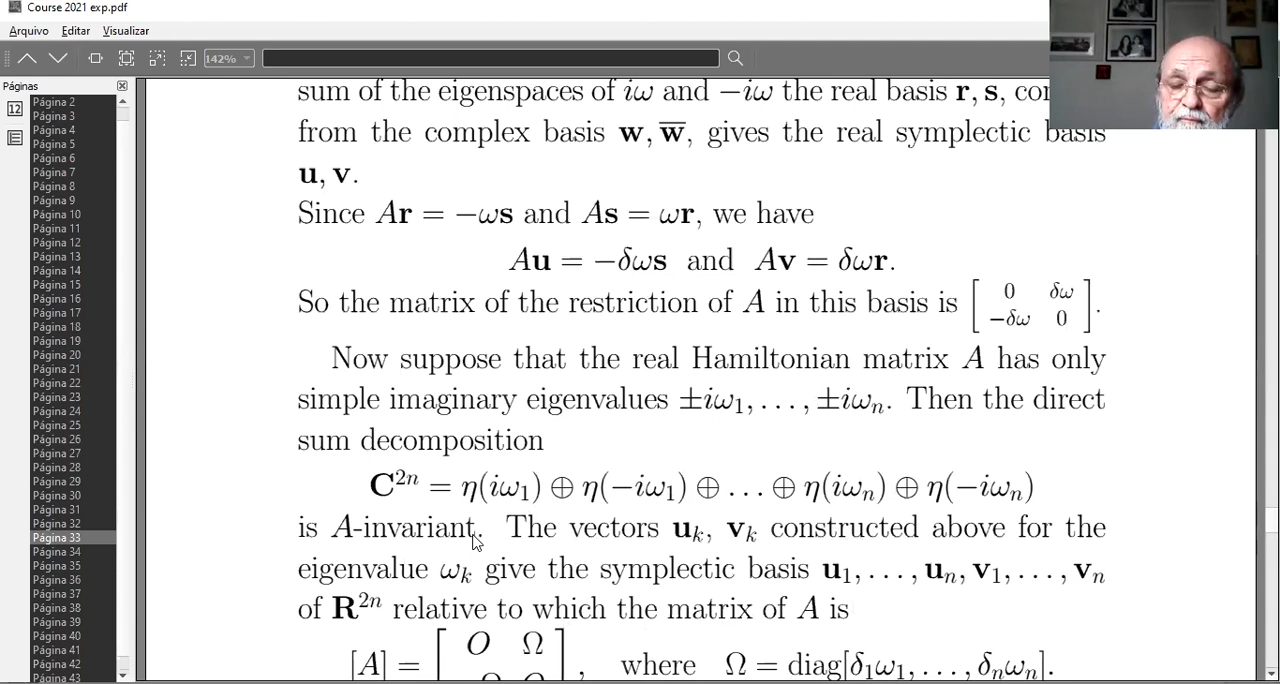 Course 2021 exp.pdf
Arquivo Editar Visualizar
142%
Páginas
12
Página 2
Página 3
Página 4
Página 5
Página 6
Página 7
Página 8
Página 9
Página 10
Página 11
Página 12
Página 13
Página 14
Página 15
Página 16
Página 17
Página 18
Página 19
Página 20
Página 21
Página 22
Página 23
Página 24
Página 25
Página 26
Página 27
Página 28
Página 29
Página 30
Página 31
Página 32
Página 33
Página 34
Página 35
Página 36
Página 37
Página 38
Página 39
Página 40
Página 41
Página 42
Página 43
sum of the eigenspaces of iω and −iω the real basis r, s,
from the complex basis w, w̅, gives the real symplectic basis
u, v.
Since Ar = −ωs and As = ωr, we have
Au = −δωs and Av = δωr.
So the matrix of the restriction of A in this basis is [ 0 δω
−δω 0 ].
Now suppose that the real Hamiltonian matrix A has only
simple imaginary eigenvalues ±iω₁, . . . , ±iωₙ. Then the direct
sum decomposition
C²ⁿ = η(iω₁) ⊕ η(−iω₁) ⊕ . . . ⊕ η(iωₙ) ⊕ η(−iωₙ)
is A-invariant. The vectors uₖ, vₖ constructed above for the
eigenvalue ωₖ give the symplectic basis u₁, . . . , uₙ, v₁, . . . , vₙ
of R²ⁿ relative to which the matrix of A is
[A] = [ O Ω ], where Ω = diag[δ₁ω₁, . . . , δₙωₙ].